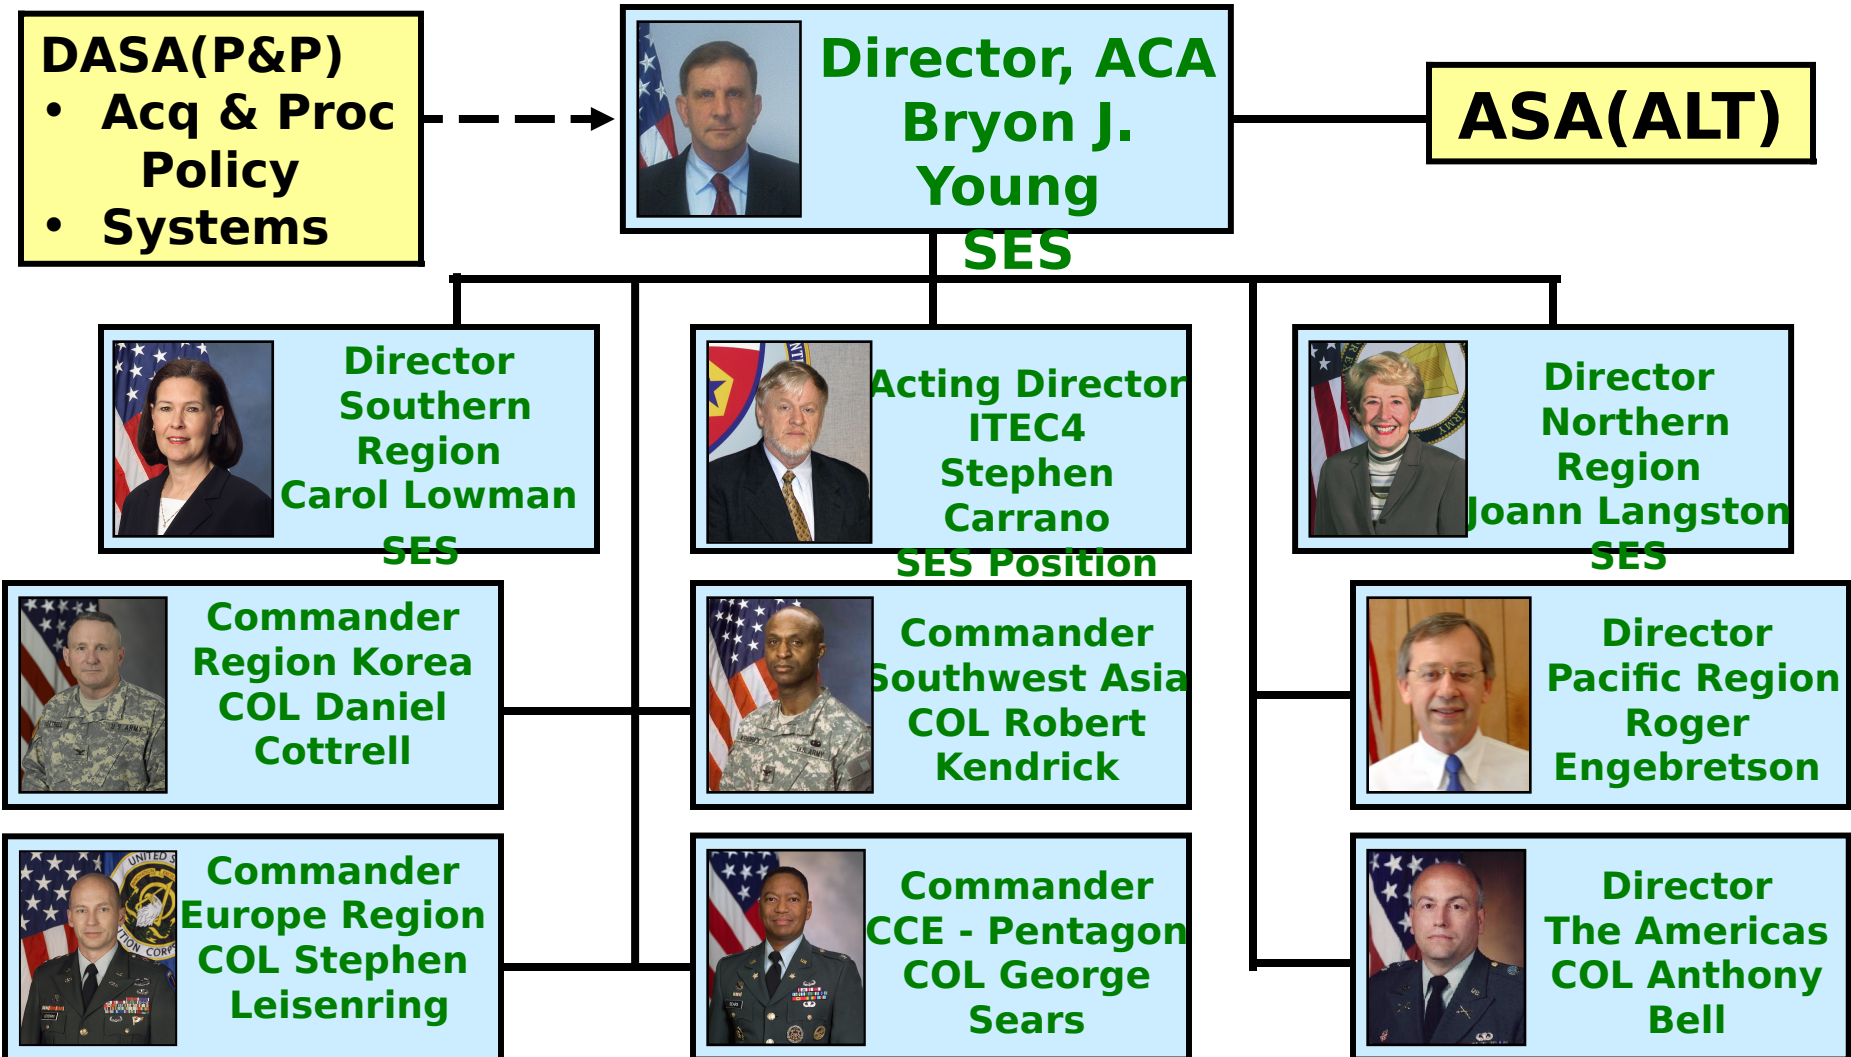 DASA(P&P)
• Acq & Proc
Policy
• Systems
Director, ACA
Bryon J.
Young
SES
ASA(ALT)
Director
Southern
Region
Carol Lowman
SES
Acting Director
ITEC4
Stephen
Carrano
SES Position
Director
Northern
Region
Joann Langston
SES
Commander
Region Korea
COL Daniel
Cottrell
Commander
Southwest Asia
COL Robert
Kendrick
U.S. ARMY
Director
Pacific Region
Roger
Engebretson
Commander
Europe Region
COL Stephen
Leisenring
UNITED S
Commander
CCE - Pentagon
COL George
Sears
Director
The Americas
COL Anthony
Bell